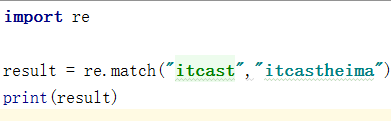 import re
result = re.match("itcast","itcastheima")
print(result)